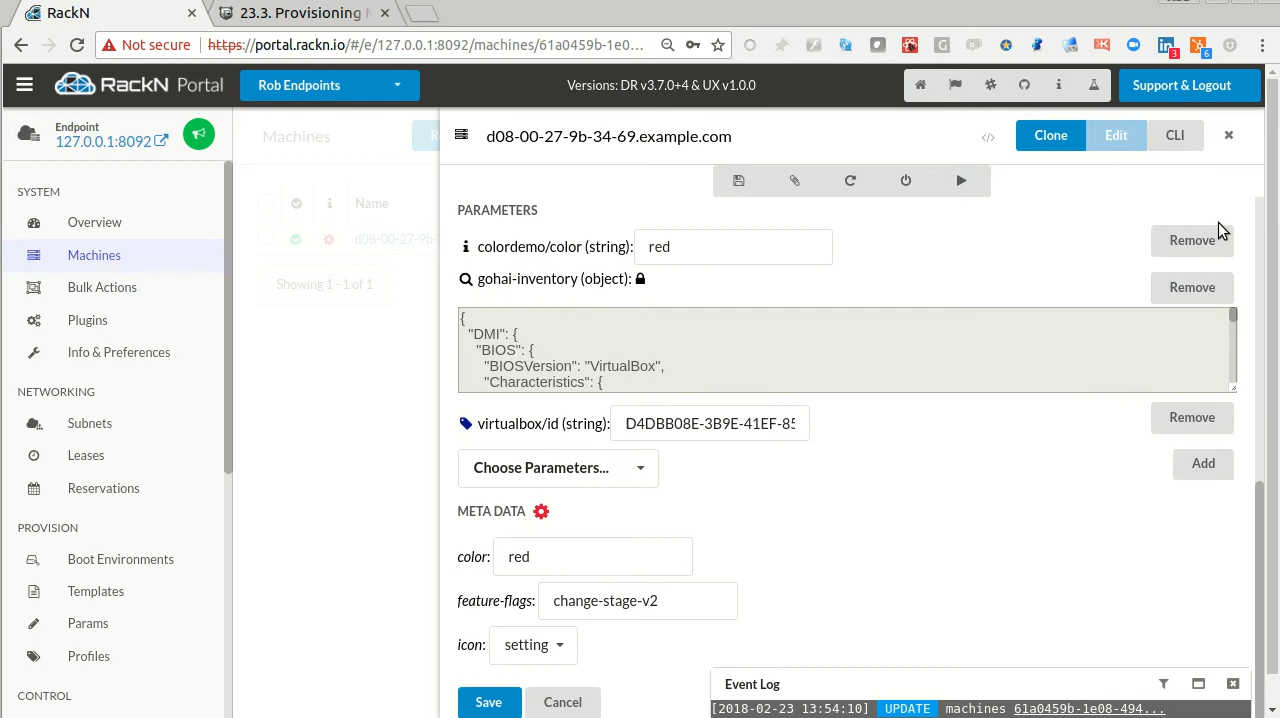 RackN
23.3. Provisioning
Not secure
https://portal.rackn.io/#/e/127.0.0.1:8092/machines/61a0459b-1e0...
3
6
RackN Portal
Rob Endpoints
Versions: DR v3.7.0+4 & UX v1.0.0
Support & Logout
Endpoint
127.0.0.1:8092
Machines
d08-00-27-9b-34-69.example.com
</>
Clone
Edit
CLI
SYSTEM
Overview
Machines
Bulk Actions
Plugins
Info & Preferences
NETWORKING
Subnets
Leases
Reservations
PROVISION
Boot Environments
Templates
Params
Profiles
CONTROL
Name
d08-00-27-9b-
Showing 1 - 1 of 1
PARAMETERS
colordemo/color (string): red
Remove
gohai-inventory (object):
Remove
{
"DMI": {
"BIOS": {
"BIOSVersion": "VirtualBox",
"Characteristics": {
virtualbox/id (string): D4DBB08E-3B9E-41EF-85
Remove
Choose Parameters...
Add
META DATA
color: red
feature-flags: change-stage-v2
icon: setting
Save
Cancel
Event Log
[2018-02-23 13:54:10] UPDATE machines 61a0459b-1e08-494...